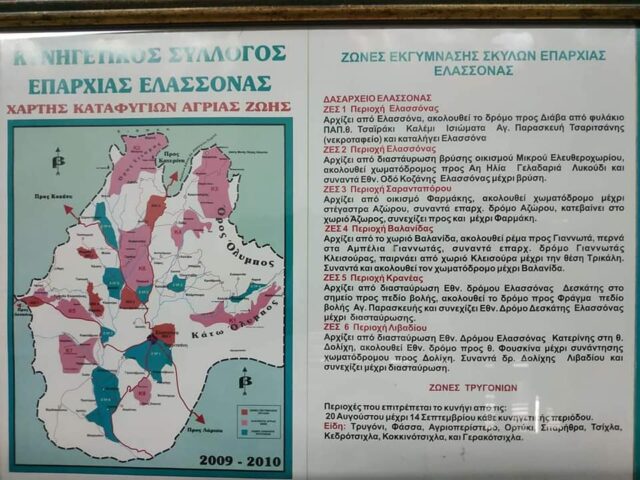 ΚΥΝΗΓΕΤΙΚΟΣ ΣΥΛΛΟΓΟΣ
ΕΠΑΡΧΙΑΣ ΕΛΑΣΣΟΝΑΣ
ΧΑΡΤΗΣ ΚΑΤΑΦΥΓΙΩΝ ΑΓΡΙΑΣ ΖΩΗΣ
Προς Κατερίνη
Προς Κοζάνη
Όρος Όλυμπος
Κάτω Όλυμπος
Προς Λάρισα
2009 - 2010
ΖΩΝΕΣ ΕΚΓΥΜΝΑΣΗΣ ΣΚΥΛΩΝ ΕΠΑΡΧΙΑΣ
ΕΛΑΣΣΟΝΑΣ
ΔΑΣΑΡΧΕΙΟ ΕΛΑΣΣΟΝΑΣ
ΖΕΣ 1 Περιοχή Ελασσόνας
Αρχίζει από Ελασσόνα, ακολουθεί το δρόμο προς Διάβα από φυλάκιο
ΠΑΠ.θ. Τσαϊράκι Καλέμι Ισιώματα Αγ. Παρασκευή Τσαριτσάνης
(νεκροταφείο) και καταλήγει Ελασσόνα
ΖΕΣ 2 Περιοχή Ελασσόνας
Αρχίζει από διασταύρωση βρύσης οικισμού Μικρού Ελευθεροχωρίου,
ακολουθεί χωματόδρομος προς Αη Ηλία Γελαδαριά Λυκούδι και
συναντά Εθν. Οδό Κοζάνης Ελασσόνας μέχρι βρύση.
ΖΕΣ 3 Περιοχή Σαρανταπόρου
Αρχίζει από οικισμό Φαρμάκης, ακολουθεί χωματόδρομο μέχρι
στέγαστρα Αζώρου, συναντά επαρχ. δρόμο Αζώρου, κατεβαίνει στο
χωριό Άζωρος, συνεχίζει προς και μέχρι Φαρμάκη.
ΖΕΣ 4 Περιοχή Βαλανίδας
Αρχίζει από το χωριό Βαλανίδα, ακολουθεί ρέμα προς Γιαννωτά, περνά
στα Αμπέλια Γιαννωτάς, συναντά επαρχ. δρόμο Γιαννωτάς
Κλεισούρας, παιρνάει από χωριό Κλεισούρα μέχρι την θέση Τρικάλη.
Συναντά και ακολουθεί τον χωματόδρομο μέχρι Βαλανίδα.
ΖΕΣ 5 Περιοχή Κρανέας
Αρχίζει από διασταύρωση Εθν. δρόμου Ελασσόνας Δεσκάτης στο
σημείο προς πεδίο βολής, ακολουθεί το δρόμο προς Φράγμα πεδίο
βολής Αγ. Παρασκευής και συνεχίζει Εθν. Δρόμο Δεσκάτης Ελασσόνας
μέχρι διασταύρωσης.
ΖΕΣ 6 Περιοχή Λιβαδίου
Αρχίζει από διασταύρωση Εθν. Δρόμου Ελασσόνας Κατερίνης στη θ.
Δολίχη, ακολουθεί Εθν. δρόμο προς θ. Φουσκίνα μέχρι συνάντησης
χωματόδρομου προς Δολίχη. Συναντά δρ. Δολίχης Λιβαδίου και
συνεχίζει μέχρι διασταύρωση.
ΖΩΝΕΣ ΤΡΥΓΟΝΙΩΝ
Περιοχές που επιτρέπεται το κυνήγι από τις:
20 Αυγούστου μέχρι 14 Σεπτεμβρίου κάθε κυνηγετικής περιόδου.
Είδη: Τρυγόνι, Φάσσα, Αγριοπερίστερο, Ορτύκι, Σπαρήθρα, Τσίχλα,
Κεδρότσιχλα, Κοκκινότσιχλα, και Γερακότσιχλα.